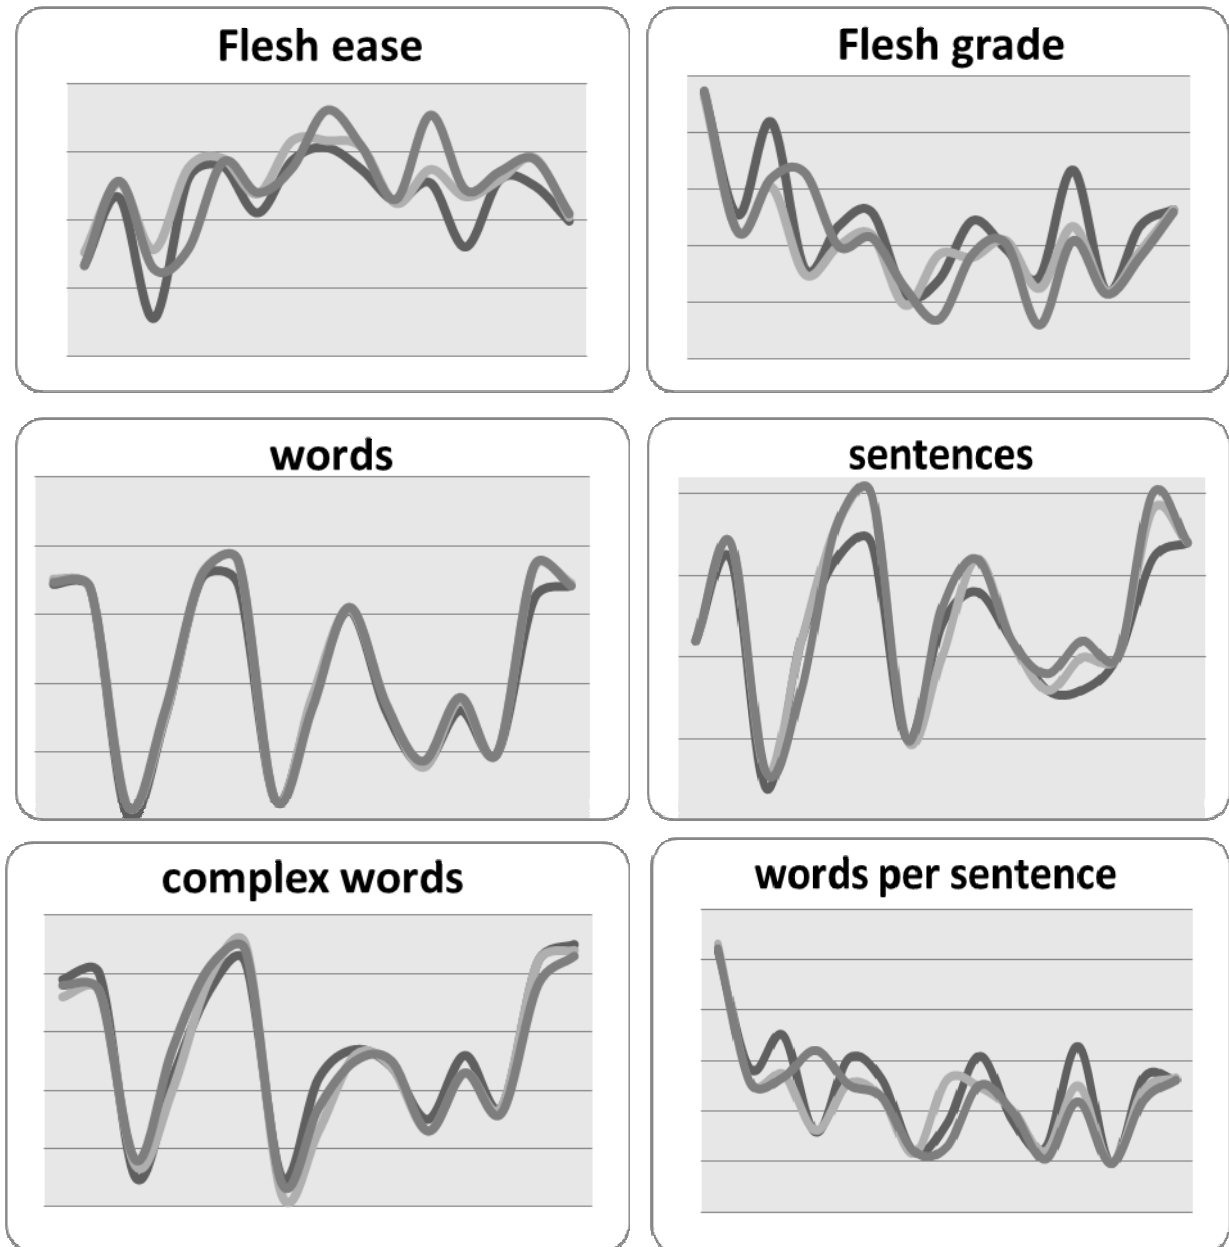 Flesh ease
Flesh grade
words
sentences
complex words
words per sentence